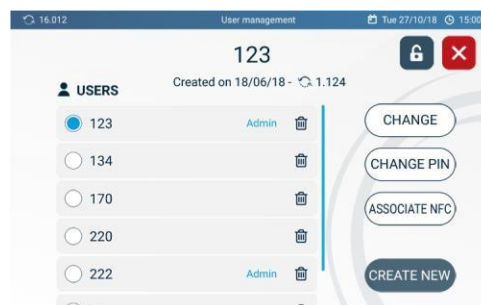 16.012 User management Tue 27/10/18 15:00
123
Created on 18/06/18 - 1.124
USERS
123 Admin
CHANGE
134
CHANGE PIN
170
ASSOCIATE NFC
220
222 Admin
CREATE NEW